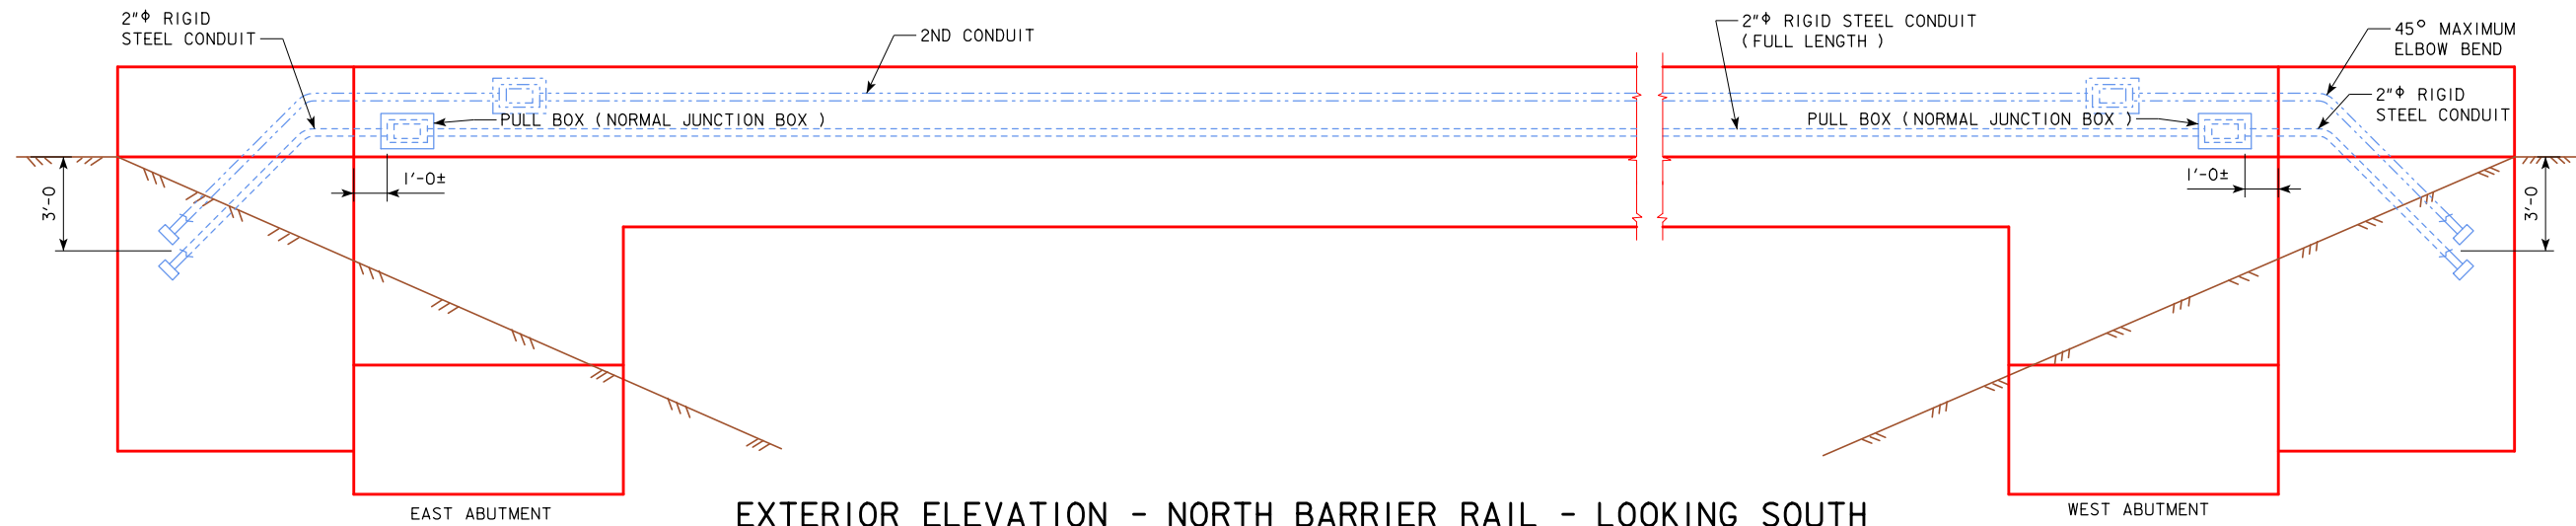 2"ϕ RIGID
STEEL CONDUIT
2ND CONDUIT
2"ϕ RIGID STEEL CONDUIT
( FULL LENGTH )
45° MAXIMUM
ELBOW BEND
2"ϕ RIGID
STEEL CONDUIT
PULL BOX ( NORMAL JUNCTION BOX )
PULL BOX ( NORMAL JUNCTION BOX )
1'-0±
1'-0±
3'-0
3'-0
EAST ABUTMENT
EXTERIOR ELEVATION - NORTH BARRIER RAIL - LOOKING SOUTH
WEST ABUTMENT